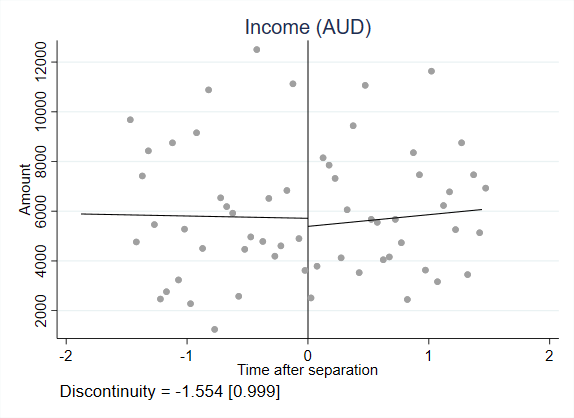 Income (AUD)
12000
10000
8000
6000
4000
2000
Amount
-2
-1
0
1
2
Time after separation
Discontinuity = -1.554 [0.999]